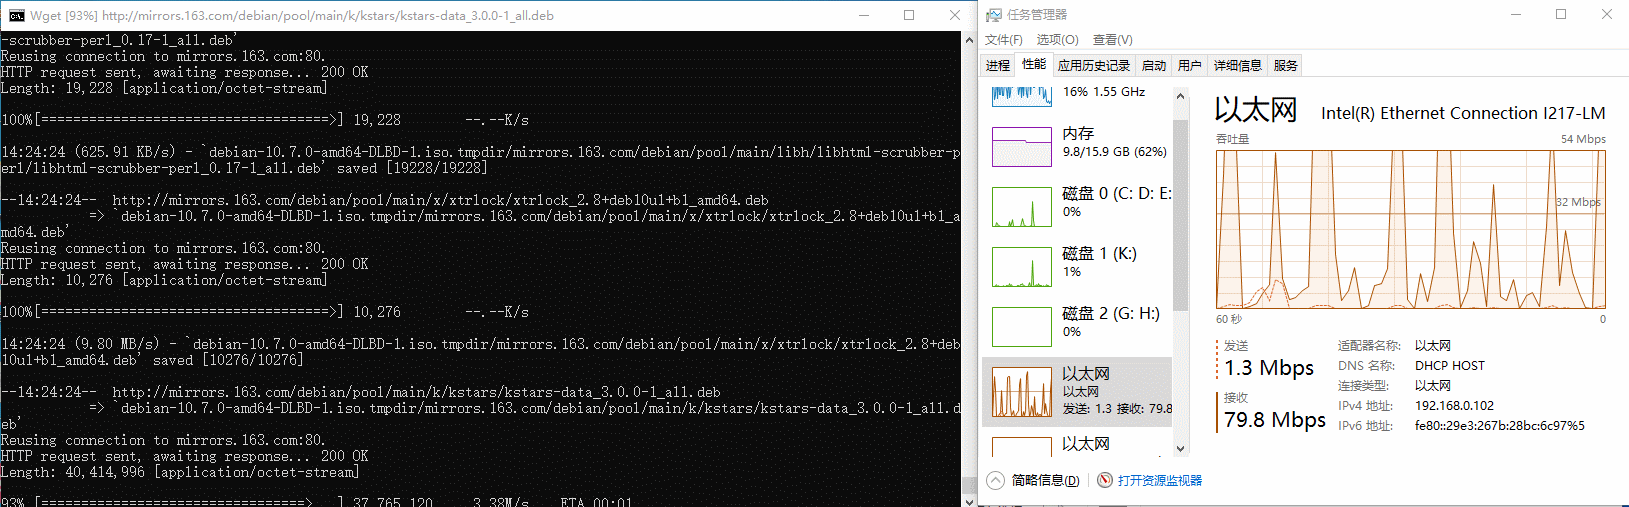 Wget [93%] http://mirrors.163.com/debian/pool/main/k/kstars/kstars-data_3.0.0-1_all.deb
-scrubber-perl_0.17-1_all.deb'
Reusing connection to mirrors.163.com:80.
HTTP request sent, awaiting response... 200 OK
Length: 19,228 [application/octet-stream]
100%[====================================>] 19,228        --.--K/s
14:24:24 (625.91 KB/s) - `debian-10.7.0-amd64-DLBD-1.iso.tmpdir/mirrors.163.com/debian/pool/main/libh/libhtml-scrubber-p
erl/libhtml-scrubber-perl_0.17-1_all.deb' saved [19228/19228]
--14:24:24--  http://mirrors.163.com/debian/pool/main/x/xtrlock/xtrlock_2.8+deb10u1+b1_amd64.deb
           => `debian-10.7.0-amd64-DLBD-1.iso.tmpdir/mirrors.163.com/debian/pool/main/x/xtrlock/xtrlock_2.8+deb10u1+b1_a
md64.deb'
Reusing connection to mirrors.163.com:80.
HTTP request sent, awaiting response... 200 OK
Length: 10,276 [application/octet-stream]
100%[====================================>] 10,276        --.--K/s
14:24:24 (9.80 MB/s) - `debian-10.7.0-amd64-DLBD-1.iso.tmpdir/mirrors.163.com/debian/pool/main/x/xtrlock/xtrlock_2.8+deb
10u1+b1_amd64.deb' saved [10276/10276]
--14:24:24--  http://mirrors.163.com/debian/pool/main/k/kstars/kstars-data_3.0.0-1_all.deb
           => `debian-10.7.0-amd64-DLBD-1.iso.tmpdir/mirrors.163.com/debian/pool/main/k/kstars/kstars-data_3.0.0-1_all.d
eb'
Reusing connection to mirrors.163.com:80.
HTTP request sent, awaiting response... 200 OK
Length: 40,414,996 [application/octet-stream]
93% [=================================>   ] 37,765,120     3.38M/s    ETA 00:01
任务管理器
文件(F) 选项(O) 查看(V)
进程 性能 应用历史记录 启动 用户 详细信息 服务
16% 1.55 GHz
内存
9.8/15.9 GB (62%)
磁盘 0 (C: D: E:
0%
磁盘 1 (K:)
1%
磁盘 2 (G: H:)
0%
以太网
以太网
发送: 1.3 接收: 79.8
以太网
以太网 Intel(R) Ethernet Connection I217-LM
吞吐量 54 Mbps
32 Mbps
60 秒 0
发送
1.3 Mbps
接收
79.8 Mbps
适配器名称: 以太网
DNS 名称: DHCP HOST
连接类型: 以太网
IPv4 地址: 192.168.0.102
IPv6 地址: fe80::29e3:267b:28bc:6c97%5
简略信息(D) 打开资源监视器